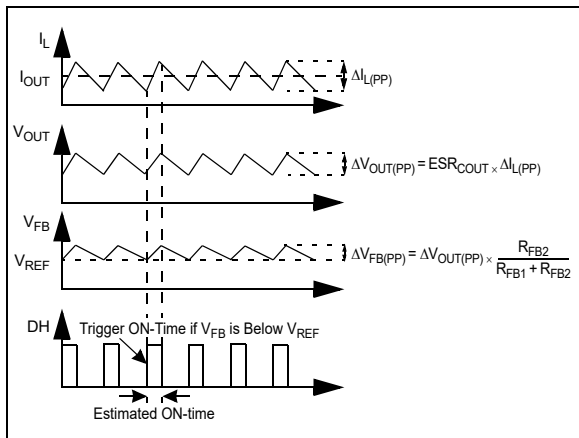 I_L
I_OUT
ΔI_L(PP)
V_OUT
ΔV_OUT(PP) = ESR_COUT × ΔI_L(PP)
V_FB
V_REF
ΔV_FB(PP) = ΔV_OUT(PP) × R_FB2 / (R_FB1 + R_FB2)
DH
Trigger ON-Time if V_FB is Below V_REF
Estimated ON-time